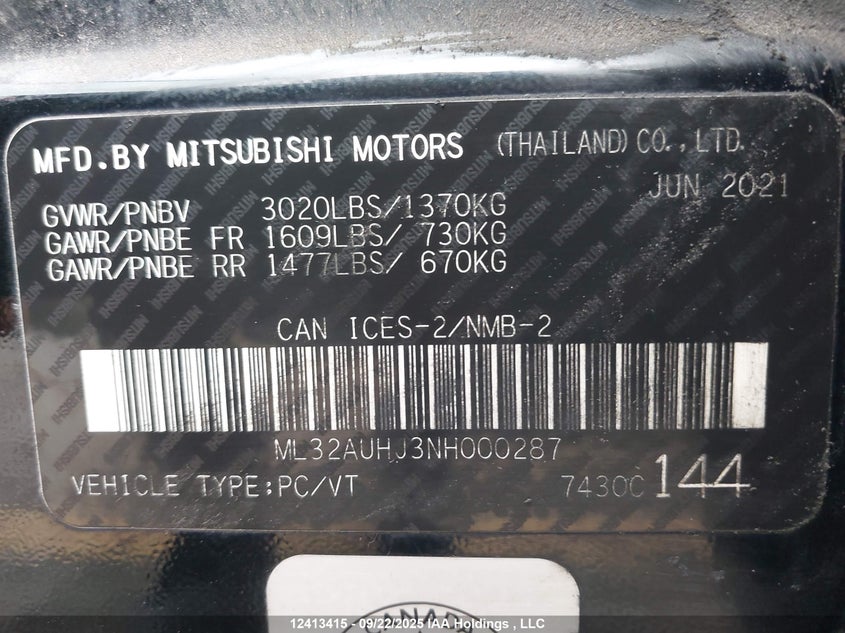 MFD.BY MITSUBISHI MOTORS (THAILAND) CO.,LTD.
JUN 2021
GVWR/PNBV 3020LBS/1370KG
GAWR/PNBE FR 1609LBS/ 730KG
GAWR/PNBE RR 1477LBS/ 670KG
CAN ICES-2/NMB-2
ML32AUHJ3NH000287
VEHICLE TYPE:PC/VT 7430C 144
CANADA
12413415 - 09/22/2025 IAA Holdings , LLC